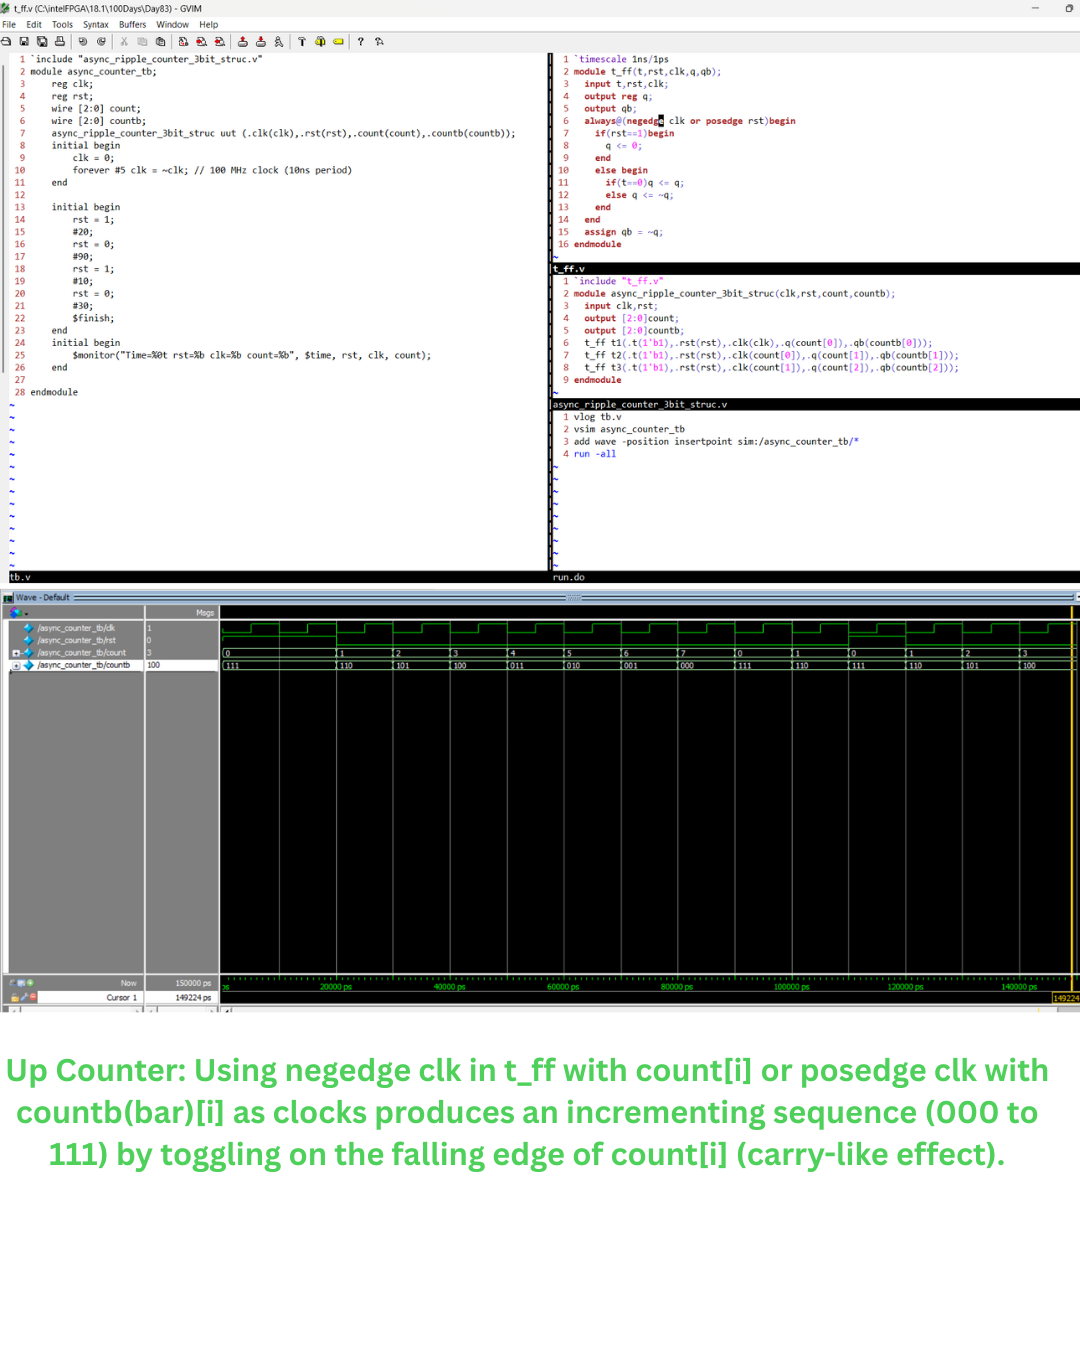 t_ff.v (C:\intelFPGA\18.1\100Days\Day83) - GVIM
File Edit Tools Syntax Buffers Window Help
1 `include "async_ripple_counter_3bit_struc.v"
2 module async_counter_tb;
3 reg clk;
4 reg rst;
5 wire [2:0] count;
6 wire [2:0] countb;
7 async_ripple_counter_3bit_struc uut (.clk(clk),.rst(rst),.count(count),.countb(countb));
8 initial begin
9 clk = 0;
10 forever #5 clk = ~clk; // 100 MHz clock (10ns period)
11 end
12
13 initial begin
14 rst = 1;
15 #20;
16 rst = 0;
17 #90;
18 rst = 1;
19 #10;
20 rst = 0;
21 #30;
22 $finish;
23 end
24 initial begin
25 $monitor("Time=%0t rst=%b clk=%b count=%b", $time, rst, clk, count);
26 end
27
28 endmodule
~
~
~
~
~
~
~
~
~
~
~
~
~
~
tb.v
1 `timescale 1ns/1ps
2 module t_ff(t,rst,clk,q,qb);
3 input t,rst,clk;
4 output reg q;
5 output qb;
6 always@(negedge clk or posedge rst)begin
7 if(rst==1)begin
8 q <= 0;
9 end
10 else begin
11 if(t==0)q <= q;
12 else q <= ~q;
13 end
14 end
15 assign qb = ~q;
16 endmodule
~
t_ff.v
1 `include "t_ff.v"
2 module async_ripple_counter_3bit_struc(clk,rst,count,countb);
3 input clk,rst;
4 output [2:0]count;
5 output [2:0]countb;
6 t_ff t1(.t(1'b1),.rst(rst),.clk(clk),.q(count[0]),.qb(countb[0]));
7 t_ff t2(.t(1'b1),.rst(rst),.clk(count[0]),.q(count[1]),.qb(countb[1]));
8 t_ff t3(.t(1'b1),.rst(rst),.clk(count[1]),.q(count[2]),.qb(countb[2]));
9 endmodule
~
async_ripple_counter_3bit_struc.v
1 vlog tb.v
2 vsim async_counter_tb
3 add wave -position insertpoint sim:/async_counter_tb/*
4 run -all
~
~
~
~
~
~
~
~
~
run.do
Wave - Default
Msgs
/async_counter_tb/clk 1
/async_counter_tb/rst 0
/async_counter_tb/count 3 0 1 2 3 4 5 6 7 0 1 0 1 2 3
/async_counter_tb/countb 100 111 110 101 100 011 010 001 000 111 110 111 110 101 100
Now 150000 ps ps 20000 ps 40000 ps 60000 ps 80000 ps 100000 ps 120000 ps 140000 ps
Cursor 1 149224 ps 149224
Up Counter: Using negedge clk in t_ff with count[i] or posedge clk with
countb(bar)[i] as clocks produces an incrementing sequence (000 to
111) by toggling on the falling edge of count[i] (carry-like effect).